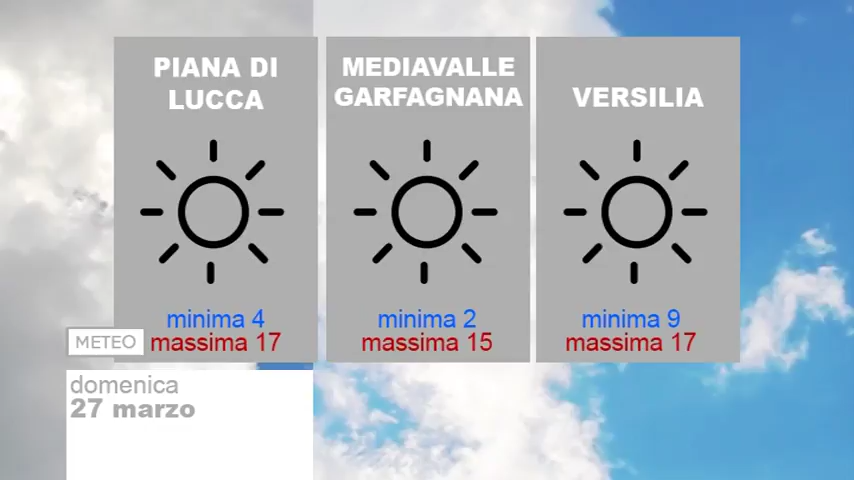 PIANA DI
LUCCA
minima 4
massima 17
MEDIAVALLE
GARFAGNANA
minima 2
massima 15
VERSILIA
minima 9
massima 17
METEO
domenica
27 marzo